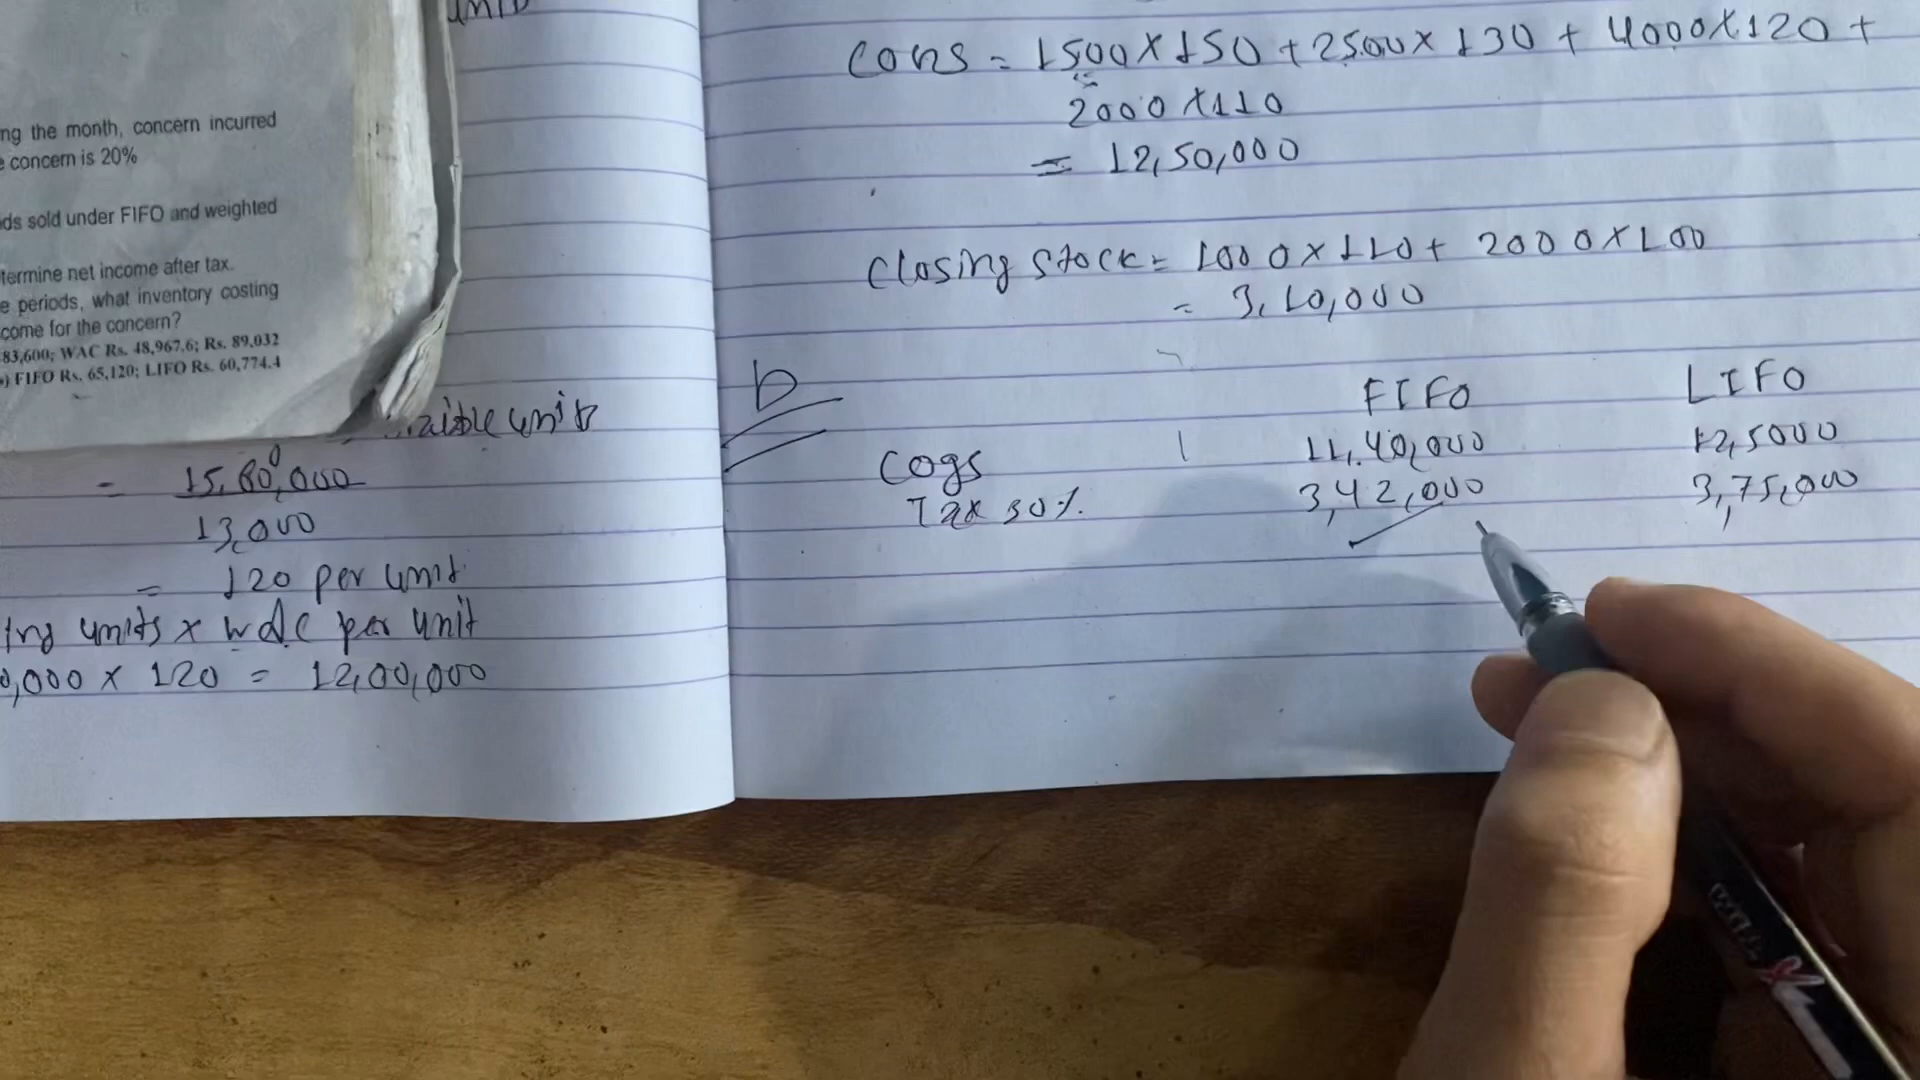 unit
ng the month, concern incurred
e concern is 20%
ds sold under FIFO and weighted
termine net income after tax.
e periods, what inventory costing
come for the concern?
83,600; WAC Rs. 48,967.6; Rs. 89,032
) FIFO Rs. 65,120; LIFO Rs. 60,774.4
units
= 15,60,000
13,000
= 120 per unit
ing units x WAC per unit
0,000 x 120 = 12,00,000
Cons = 1500 x 150 + 2500 x 130 + 4000 x 120 +
2000 x 110
= 12,50,000
Closing Stock = 1000 x 110 + 2000 x 100
= 3,10,000
b
FIFO LIFO
Cogs 11,40,000 12,5000
Tax 30% 3,42,000 3,75,000